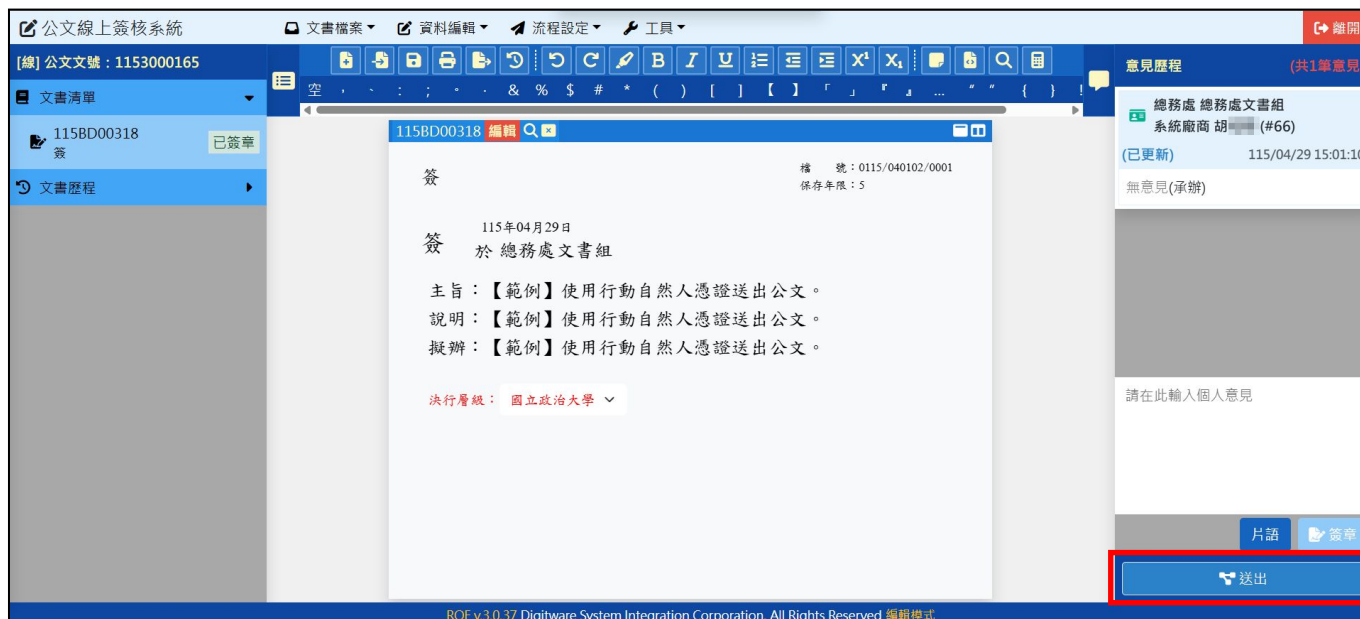 公文線上簽核系統
文書檔案 資料編輯 流程設定 工具
離開
[線] 公文文號：1153000165
文書清單
115BD00318
簽
已簽章
文書歷程
B I U X¹ X₁
空 ， 、 ： ； 。 ． & % $ # * ( ) [ ] 【 】 「 」 『 』 … " " { } !
115BD00318 編輯
簽
檔 號：0115/040102/0001
保存年限：5
115年04月29日
簽 於 總務處文書組
主旨：【範例】使用行動自然人憑證送出公文。
說明：【範例】使用行動自然人憑證送出公文。
擬辦：【範例】使用行動自然人憑證送出公文。
決行層級： 國立政治大學
意見歷程
(共1筆意見
總務處 總務處文書組
系統廠商 胡 (#66)
(已更新) 115/04/29 15:01:10
無意見(承辦)
請在此輸入個人意見
片語 簽章
送出
ROF v.3.0.37 Digitware System Integration Corporation. All Rights Reserved 編輯模式